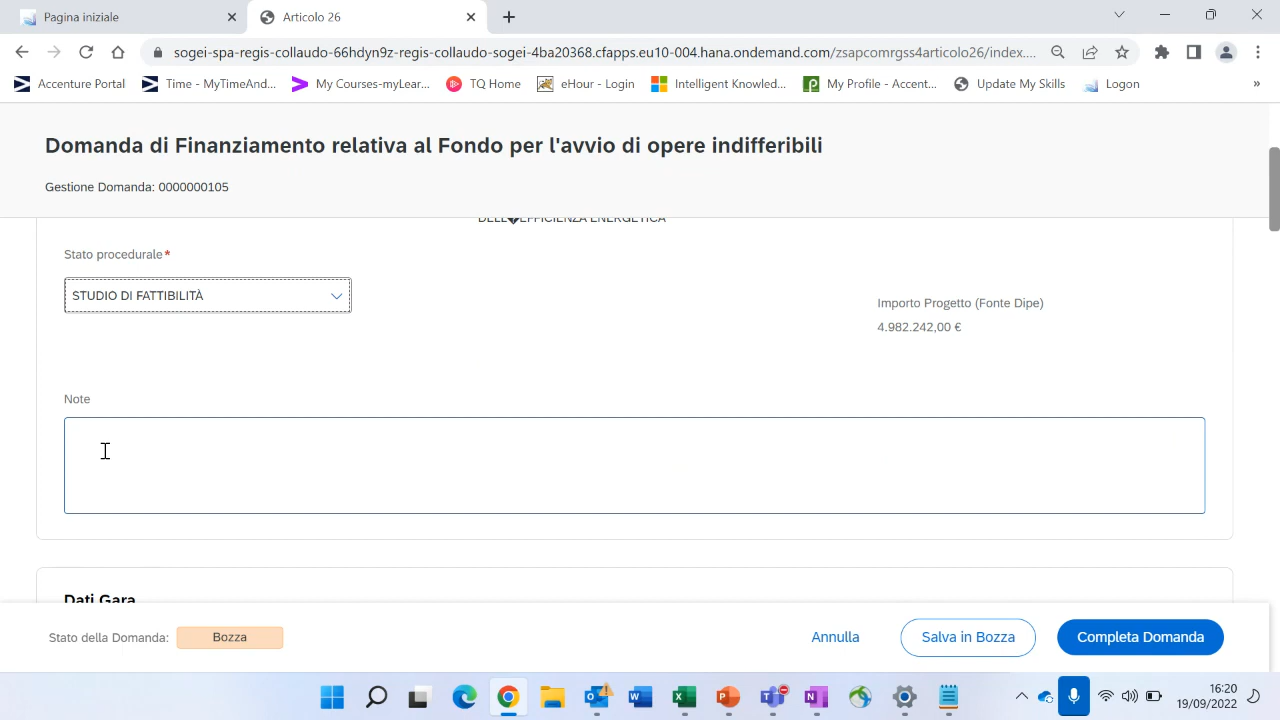 Pagina iniziale
Articolo 26
sogei-spa-regis-collaudo-66hdyn9z-regis-collaudo-sogei-4ba20368.cfapps.eu10-004.hana.ondemand.com/zsapcomrgss4articolo26/index....
Accenture Portal
Time - MyTimeAnd...
My Courses-myLear...
TQ Home
eHour - Login
Intelligent Knowled...
My Profile - Accent...
Update My Skills
Logon
»
Domanda di Finanziamento relativa al Fondo per l'avvio di opere indifferibili
Gestione Domanda: 0000000105
DELL�EFFICIENZA ENERGETICA
Stato procedurale*
STUDIO DI FATTIBILITÀ
Importo Progetto (Fonte Dipe)
4.982.242,00 €
Note
Dati Gara
Stato della Domanda:
Bozza
Annulla
Salva in Bozza
Completa Domanda
16:20
19/09/2022